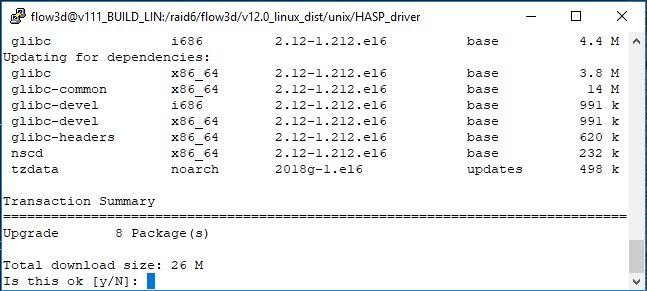 flow3d@v111_BUILD_LIN:/raid6/flow3d/v12.0_linux_dist/unix/HASP_driver
glibc i686 2.12-1.212.el6 base 4.4 M
Updating for dependencies:
glibc x86_64 2.12-1.212.el6 base 3.8 M
glibc-common x86_64 2.12-1.212.el6 base 14 M
glibc-devel i686 2.12-1.212.el6 base 991 k
glibc-devel x86_64 2.12-1.212.el6 base 991 k
glibc-headers x86_64 2.12-1.212.el6 base 620 k
nscd x86_64 2.12-1.212.el6 base 232 k
tzdata noarch 2018g-1.el6 updates 498 k
Transaction Summary
================================================================================
Upgrade 8 Package(s)
Total download size: 26 M
Is this ok [y/N]: